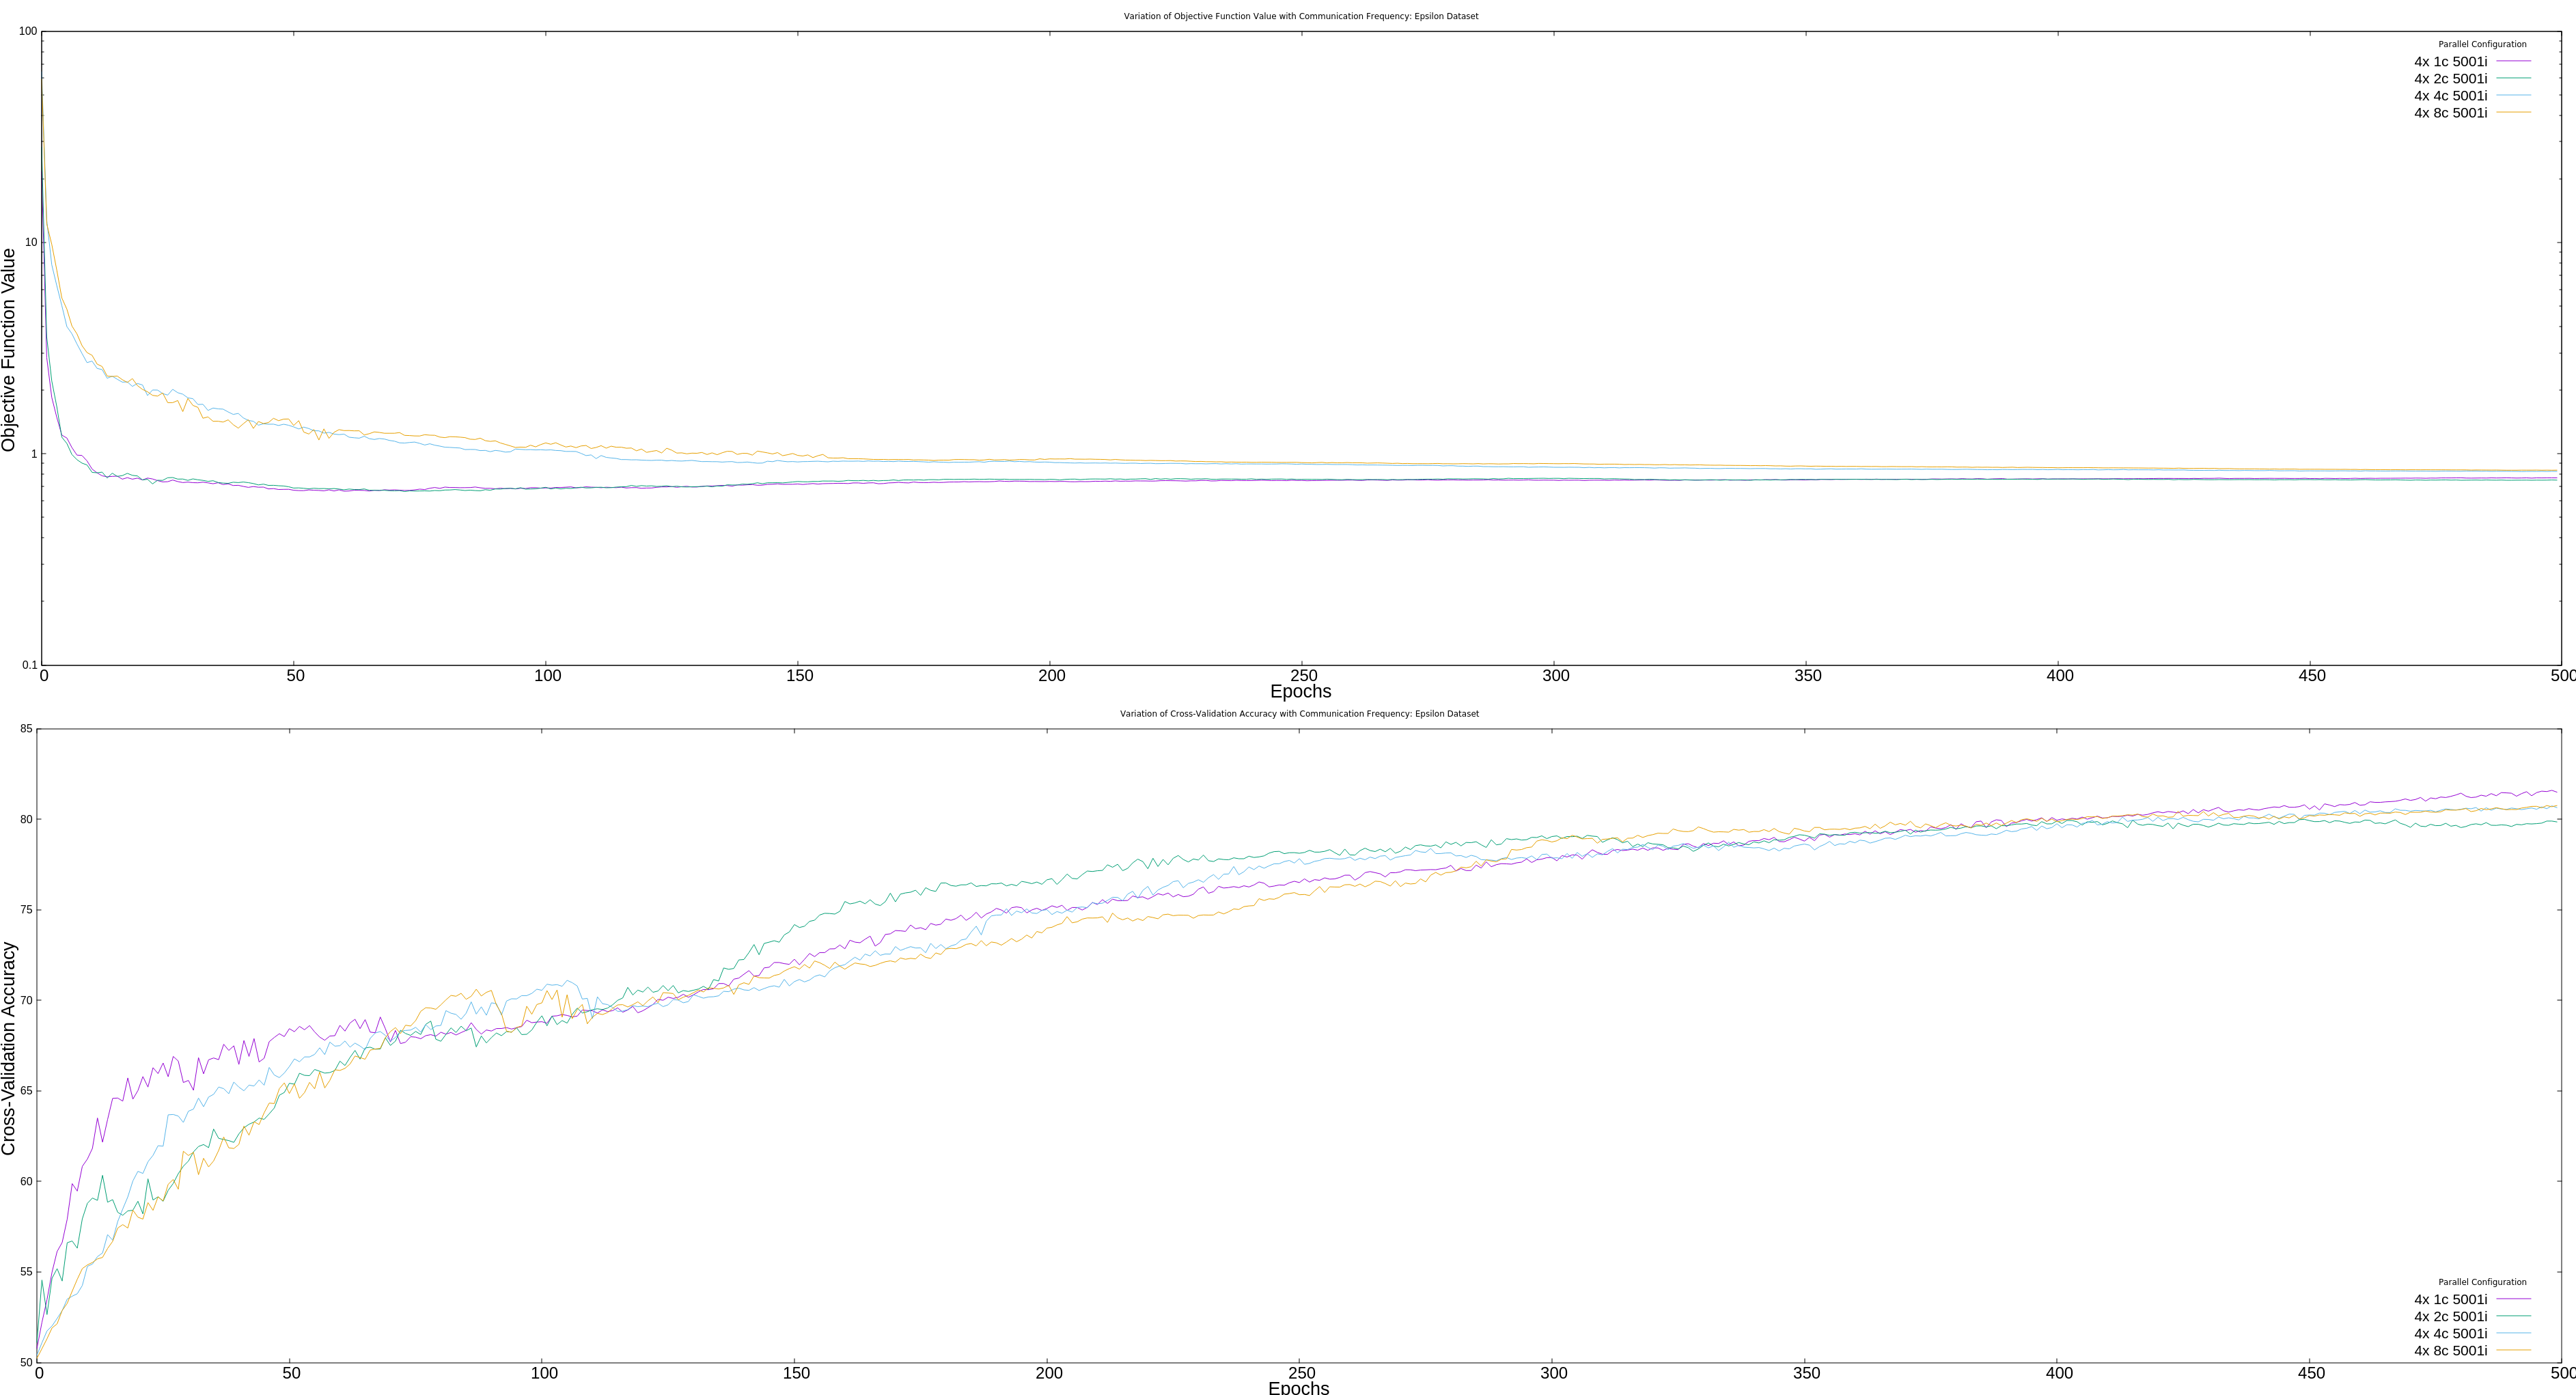 Variation of Objective Function Value with Communication Frequency: Epsilon Dataset
Objective Function Value
100
10
1
0.1
Parallel Configuration
4x 1c 5001i
4x 2c 5001i
4x 4c 5001i
4x 8c 5001i
0 50 100 150 200 250 300 350 400 450 500
Epochs
Variation of Cross-Validation Accuracy with Communication Frequency: Epsilon Dataset
Cross-Validation Accuracy
85
80
75
70
65
60
55
50
Parallel Configuration
4x 1c 5001i
4x 2c 5001i
4x 4c 5001i
4x 8c 5001i
0 50 100 150 200 250 300 350 400 450 500
Epochs